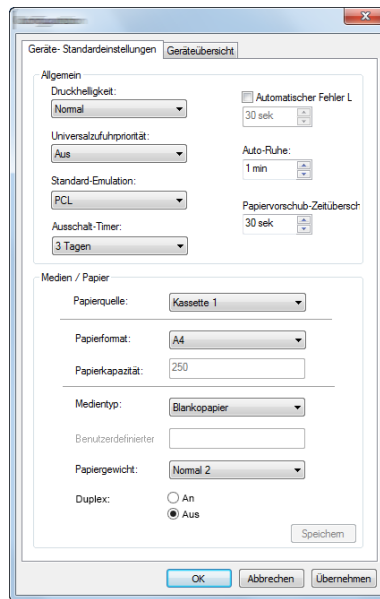 Geräte- Standardeinstellungen
Geräteübersicht
Allgemein
Druckhelligkeit:
Normal
Universalzufuhrpriorität:
Aus
Standard-Emulation:
PCL
Ausschalt-Timer:
3 Tagen
Automatischer Fehler L
30 sek
Auto-Ruhe:
1 min
Papiervorschub-Zeitübersch
30 sek
Medien / Papier
Papierquelle:
Kassette 1
Papierformat:
A4
Papierkapazität:
250
Medientyp:
Blankopapier
Benutzerdefinierter
Papiergewicht:
Normal 2
Duplex:
An
Aus
Speichern
OK
Abbrechen
Übernehmen